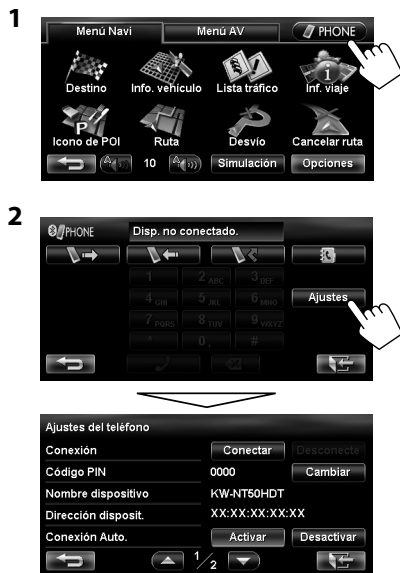 1
Menú Navi Menú AV PHONE
Destino Info. vehículo Lista tráfico Inf. viaje
Icono de POI Ruta Desvío Cancelar ruta
10 Simulación Opciones
2
PHONE Disp. no conectado.
1 2 ABC 3 DEF
4 GHI 5 JKL 6 MNO Ajustes
7 PQRS 8 TUV 9 WXYZ
* 0 , #
Ajustes del teléfono
Conexión Conectar Desconecte
Código PIN 0000 Cambiar
Nombre dispositivo KW-NT50HDT
Dirección disposit. XX:XX:XX:XX:XX
Conexión Auto. Activar Desactivar
1/2